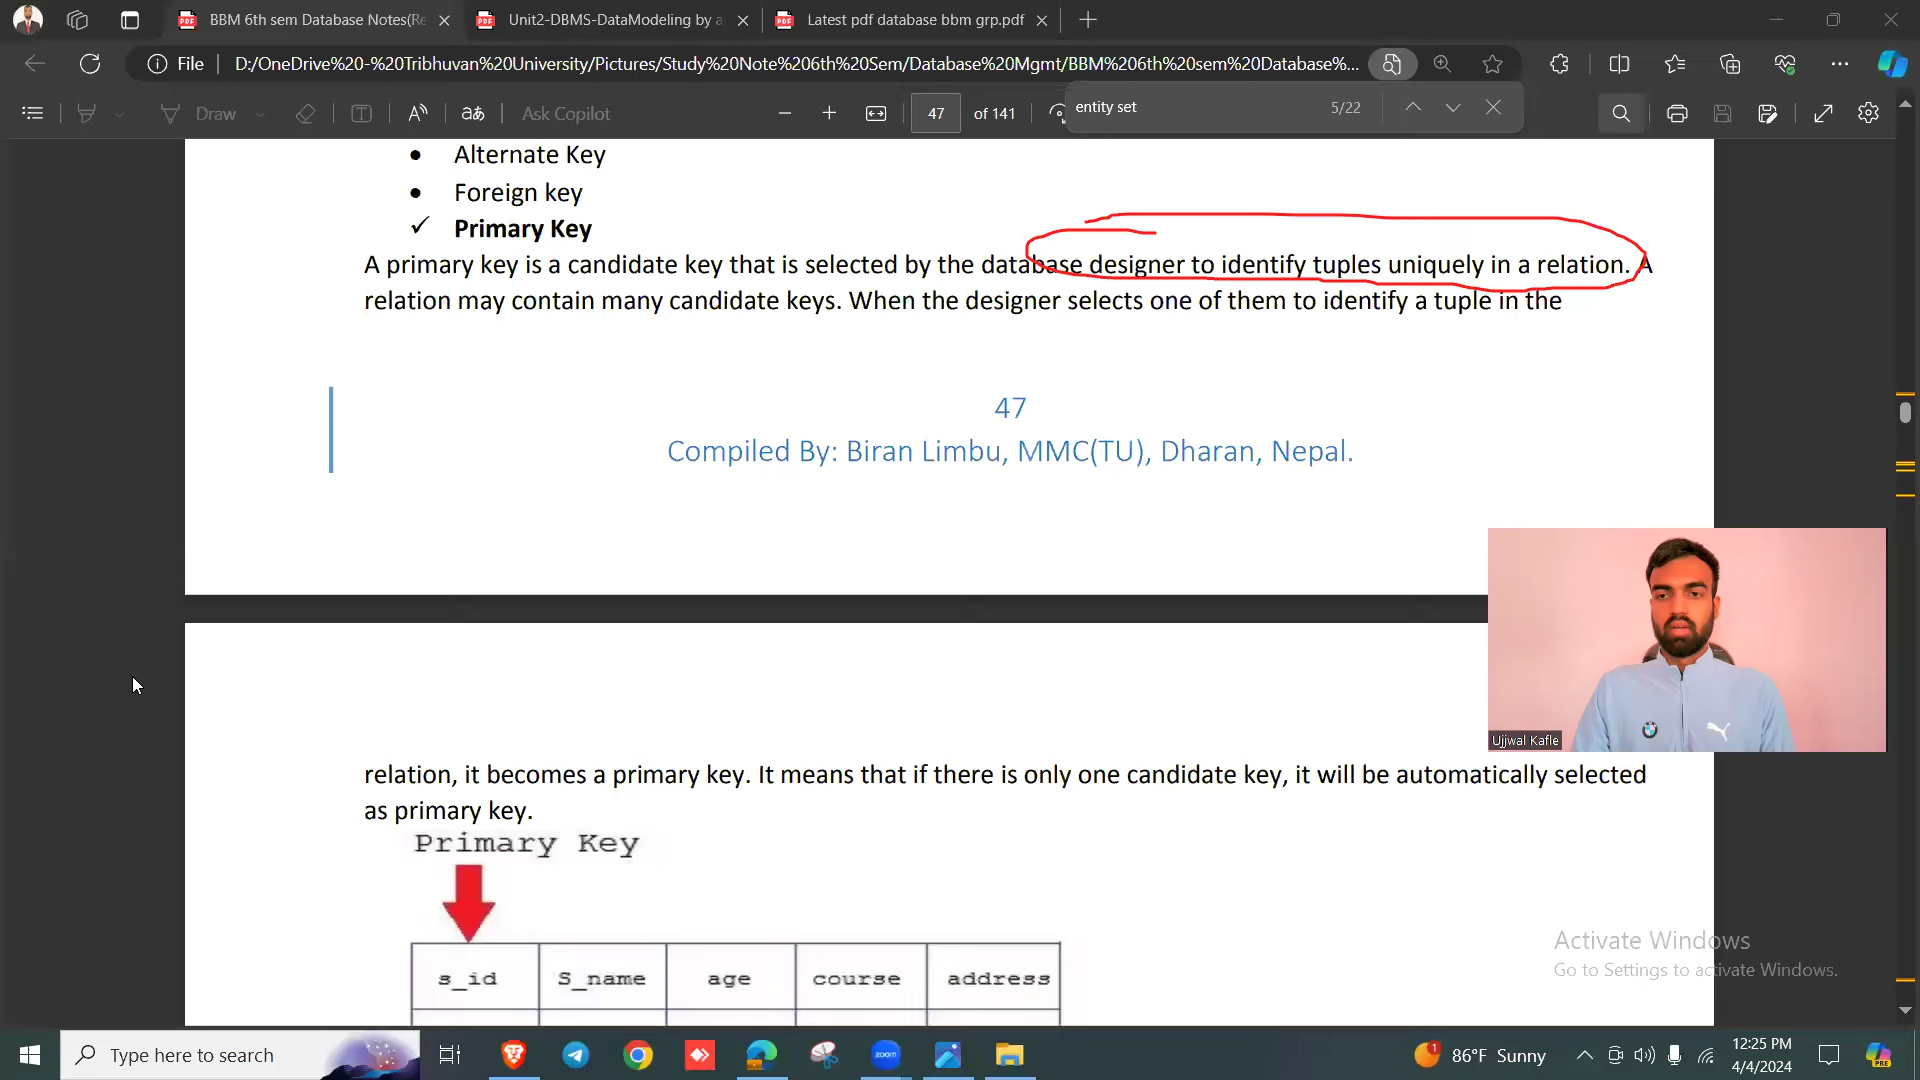 BBM 6th sem Database Notes(Re
Unit2-DBMS-DataModeling by a
Latest pdf database bbm grp.pdf
File
D:/OneDrive%20-%20Tribhuvan%20University/Pictures/Study%20Note%206th%20Sem/Database%20Mgmt/BBM%206th%20sem%20Database%...
Draw
aあ
Ask Copilot
47 of 141
entity set 5/22
• Alternate Key
• Foreign key
✓ Primary Key
A primary key is a candidate key that is selected by the database designer to identify tuples uniquely in a relation. A
relation may contain many candidate keys. When the designer selects one of them to identify a tuple in the
47
Compiled By: Biran Limbu, MMC(TU), Dharan, Nepal.
Ujjwal Kafle
relation, it becomes a primary key. It means that if there is only one candidate key, it will be automatically selected
as primary key.
Primary Key
s_id S_name age course address
Activate Windows
Go to Settings to activate Windows.
Type here to search
zoom
1
86°F Sunny
12:25 PM
4/4/2024
PRE